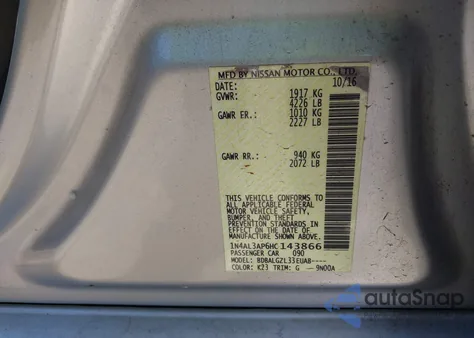 MFD BY NISSAN MOTOR CO., LTD.
DATE: 10/16
GVWR: 1917 KG
4226 LB
GAWR FR.: 1010 KG
2227 LB
GAWR RR.: 940 KG
2072 LB
THIS VEHICLE CONFORMS TO
ALL APPLICABLE FEDERAL
MOTOR VEHICLE SAFETY,
BUMPER, AND THEFT
PREVENTION STANDARDS IN EFFECT
ON THE DATE OF MANUFACTURE
SHOWN ABOVE.
1N4AL3AP6HC143866
PASSENGER CAR 090
MODEL: BDBALGZL33EUA8----
COLOR: K23 TRIM: G -9N00A
autoSnap